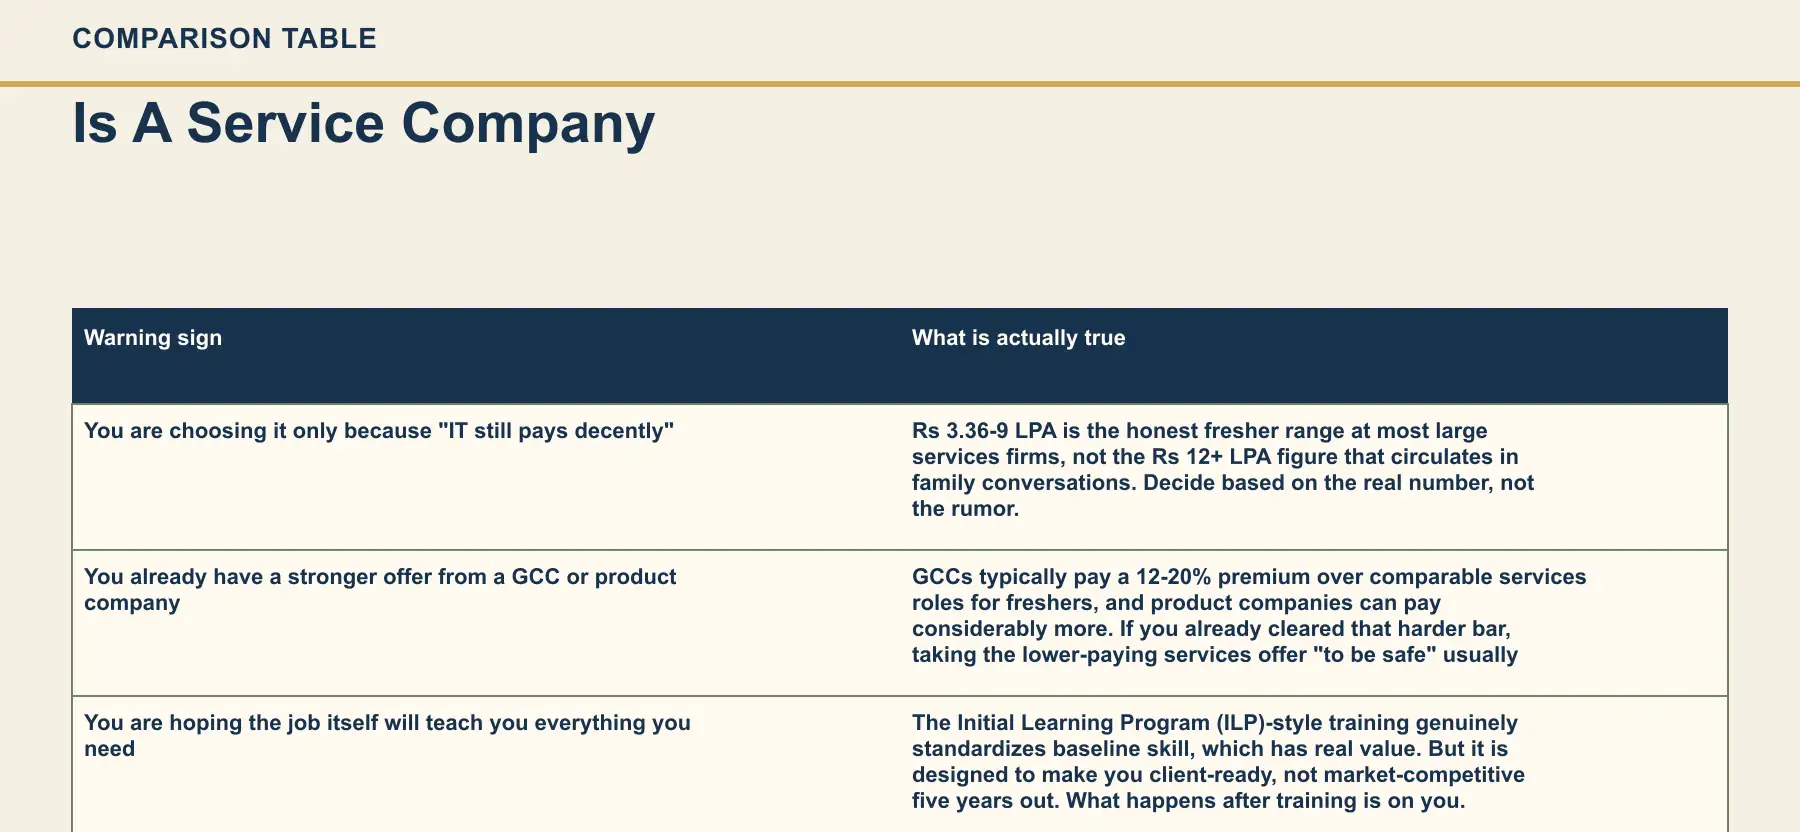 COMPARISON TABLE
Is A Service Company
Warning sign
What is actually true
You are choosing it only because "IT still pays decently"
Rs 3.36-9 LPA is the honest fresher range at most large
services firms, not the Rs 12+ LPA figure that circulates in
family conversations. Decide based on the real number, not
the rumor.
You already have a stronger offer from a GCC or product
company
GCCs typically pay a 12-20% premium over comparable services
roles for freshers, and product companies can pay
considerably more. If you already cleared that harder bar,
taking the lower-paying services offer "to be safe" usually
You are hoping the job itself will teach you everything you
need
The Initial Learning Program (ILP)-style training genuinely
standardizes baseline skill, which has real value. But it is
designed to make you client-ready, not market-competitive
five years out. What happens after training is on you.